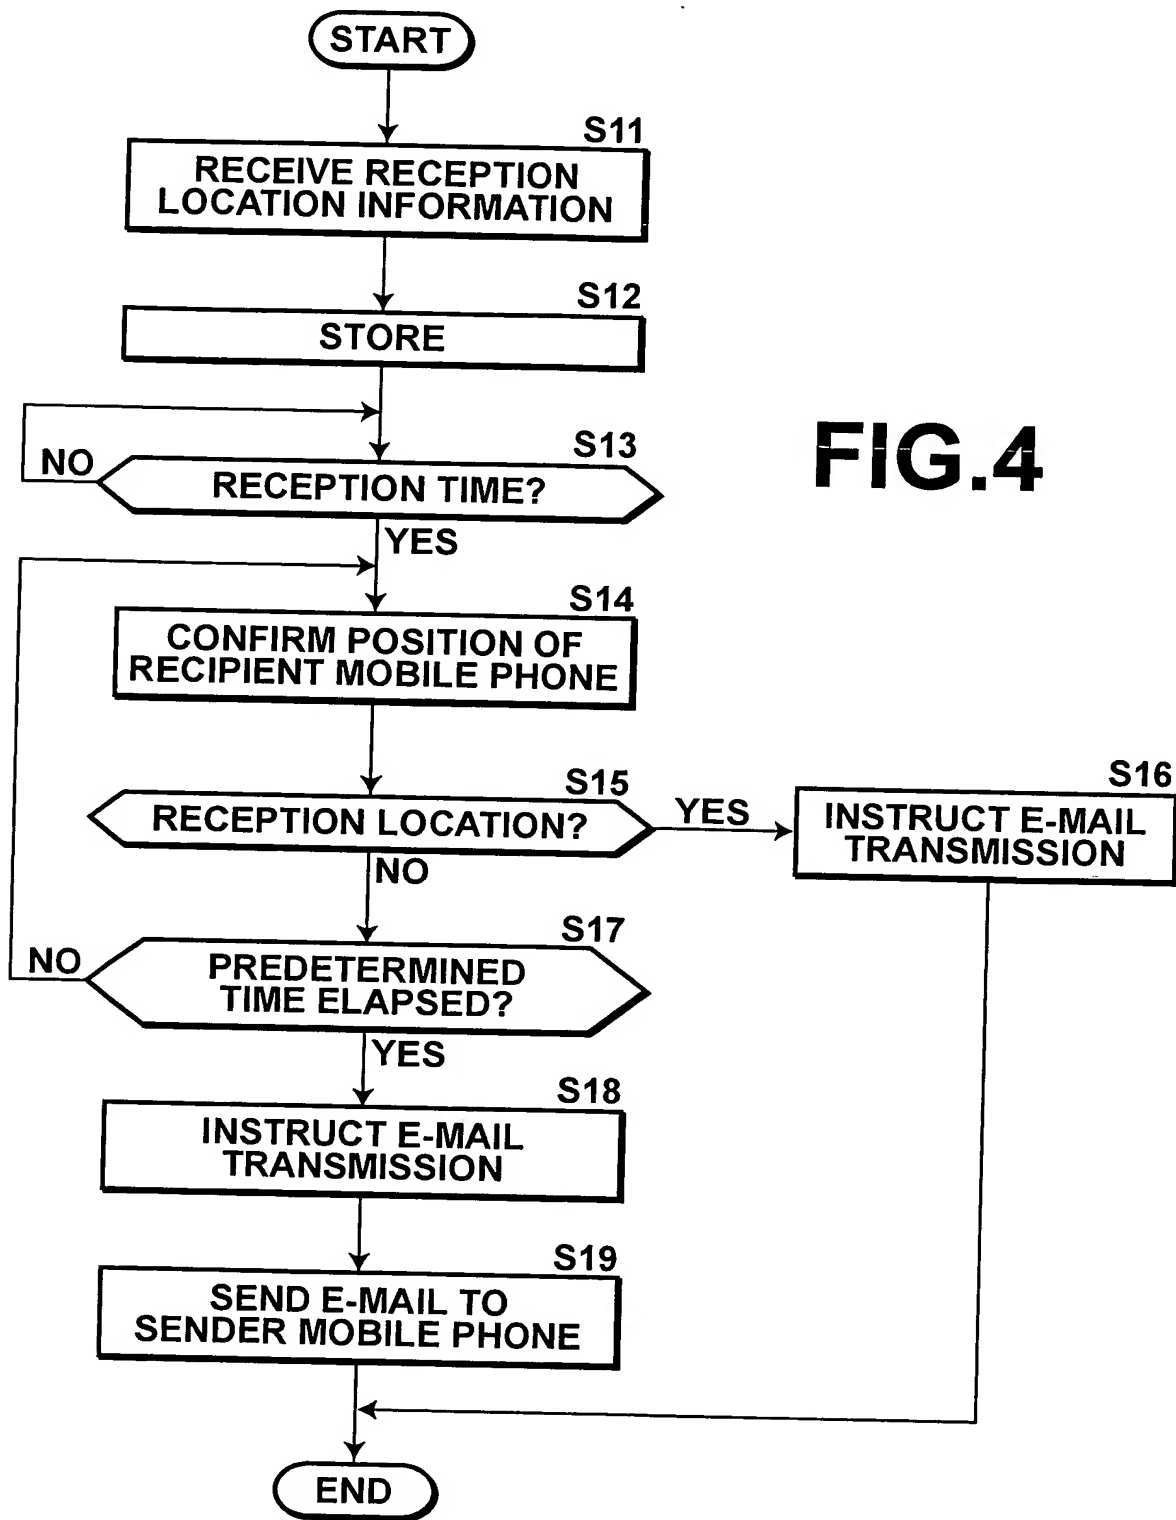 START
S11
RECEIVE RECEPTION
LOCATION INFORMATION
S12
STORE
S13
NO
RECEPTION TIME?
FIG.4
YES
S14
CONFIRM POSITION OF
RECIPIENT MOBILE PHONE
S15
RECEPTION LOCATION?
YES
S16
INSTRUCT E-MAIL
TRANSMISSION
NO
S17
NO
PREDETERMINED
TIME ELAPSED?
YES
S18
INSTRUCT E-MAIL
TRANSMISSION
S19
SEND E-MAIL TO
SENDER MOBILE PHONE
END